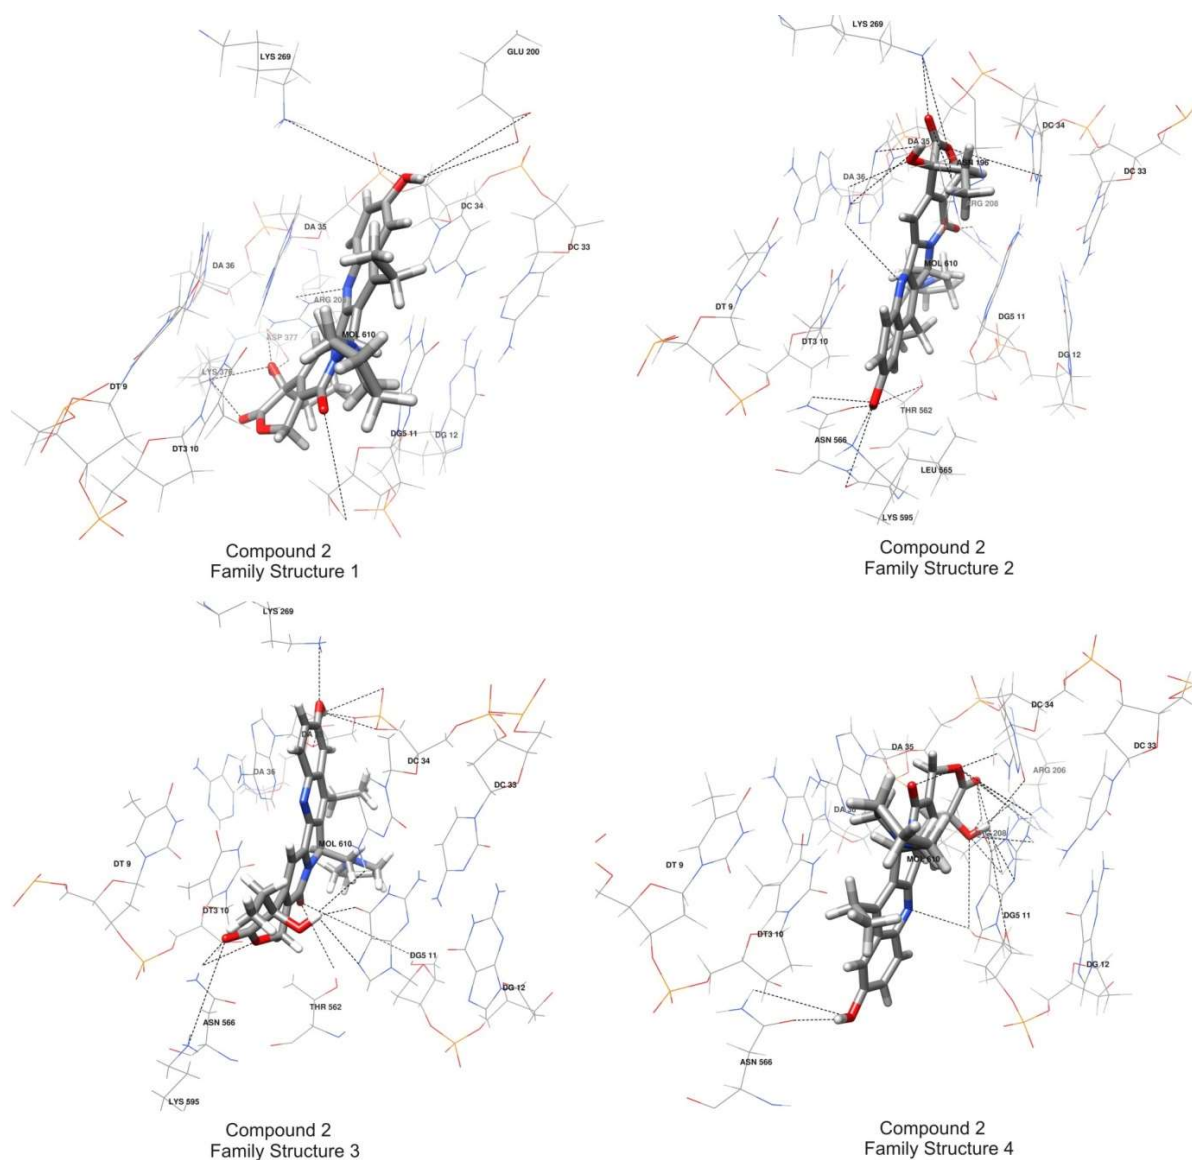 LYS 269
GLU 200
DC 34
DC 33
DA 35
DA 36
ASP 377
MOL 610
DT 9
DT3 10
DG5 11
DG 12
Compound 2
Family Structure 1
LYS 269
DC 34
DA 35
ASN 196
DC 33
DA 36
ARG 208
MOL 610
DT 9
DT3 10
DG5 11
DG 12
THR 562
ASN 566
LEU 565
LYS 595
Compound 2
Family Structure 2
LYS 269
DA
DC 34
DA 36
DC 33
MOL 610
DT 9
DT3 10
DG5 11
DG 12
THR 562
ASN 566
LYS 595
Compound 2
Family Structure 3
DC 34
DC 33
DA 35
ARG 206
MOL 610
DT 9
DG5 11
DT3 10
DG 12
ASN 566
Compound 2
Family Structure 4